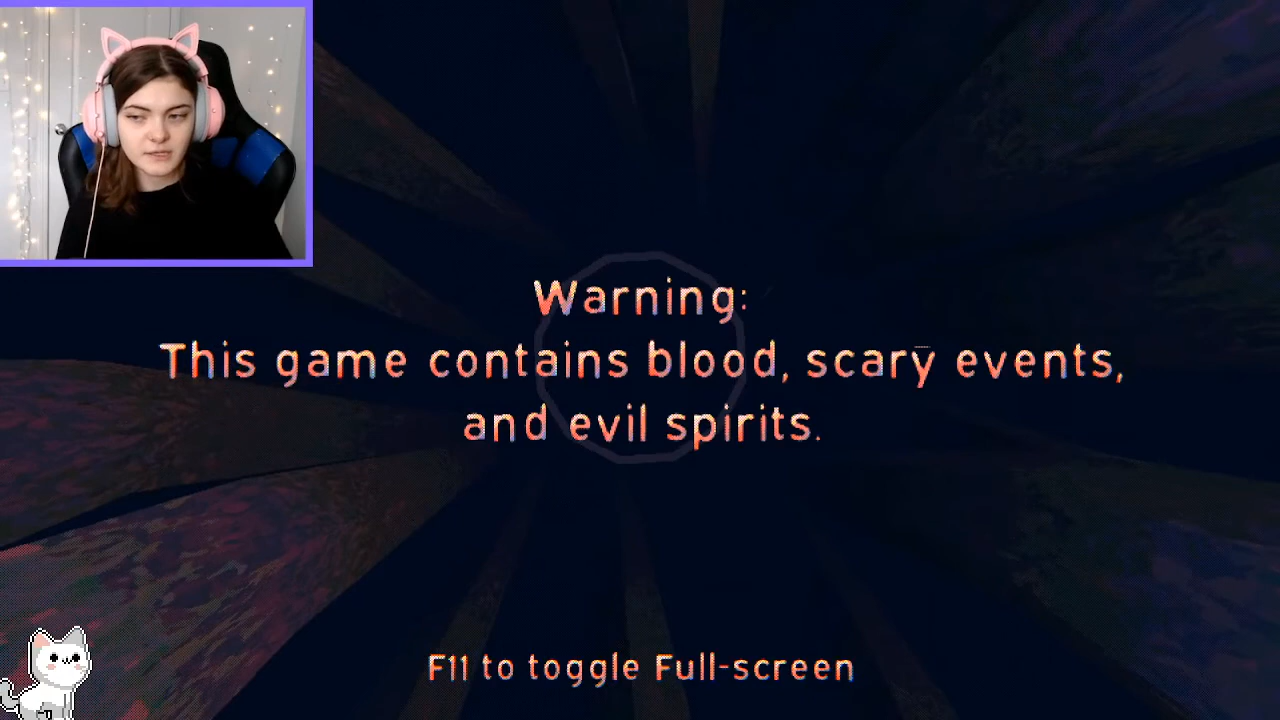 Warning:
This game contains blood, scary events,
and evil spirits.
F11 to toggle Full-screen